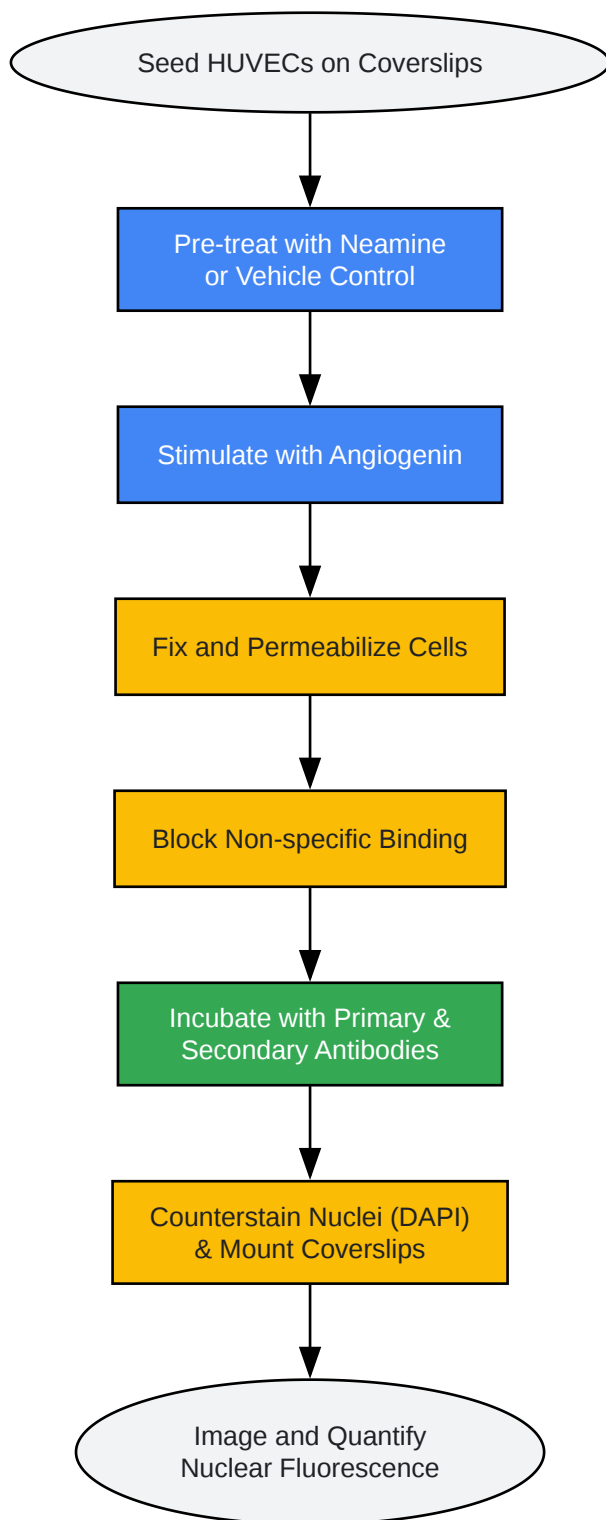 Seed HUVECs on Coverslips
Pre-treat with Neamine
or Vehicle Control
Stimulate with Angiogenin
Fix and Permeabilize Cells
Block Non-specific Binding
Incubate with Primary &
Secondary Antibodies
Counterstain Nuclei (DAPI)
& Mount Coverslips
Image and Quantify
Nuclear Fluorescence